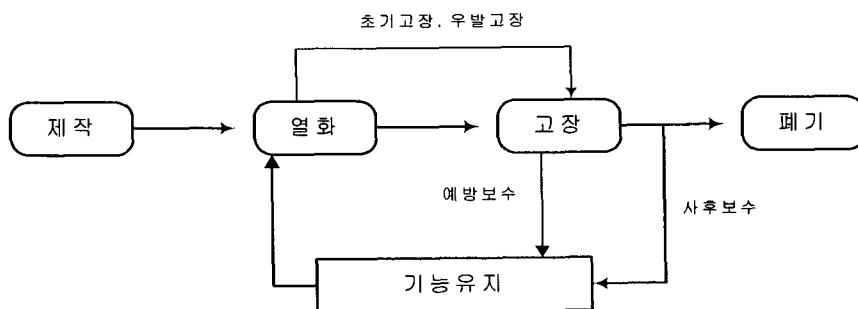 초기고장, 우발고장
제작
열화
고장
폐기
예방보수
사후보수
기능유지